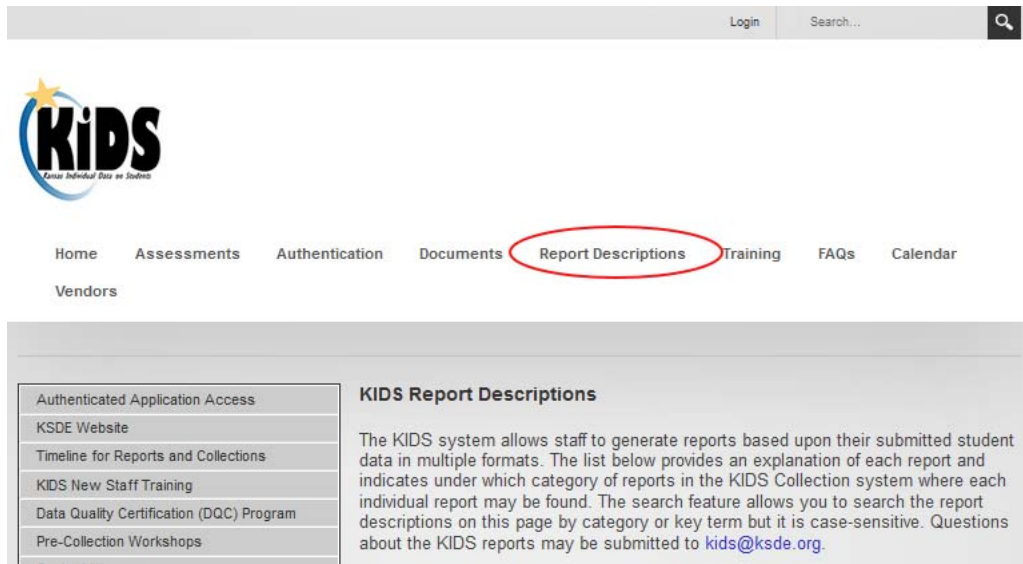 Login Search...
KiDS
Kansas Individual Data on Students
Home Assessments Authentication Documents Report Descriptions Training FAQs Calendar
Vendors
Authenticated Application Access
KSDE Website
Timeline for Reports and Collections
KIDS New Staff Training
Data Quality Certification (DQC) Program
Pre-Collection Workshops
KIDS Report Descriptions
The KIDS system allows staff to generate reports based upon their submitted student
data in multiple formats. The list below provides an explanation of each report and
indicates under which category of reports in the KIDS Collection system where each
individual report may be found. The search feature allows you to search the report
descriptions on this page by category or key term but it is case-sensitive. Questions
about the KIDS reports may be submitted to kids@ksde.org.